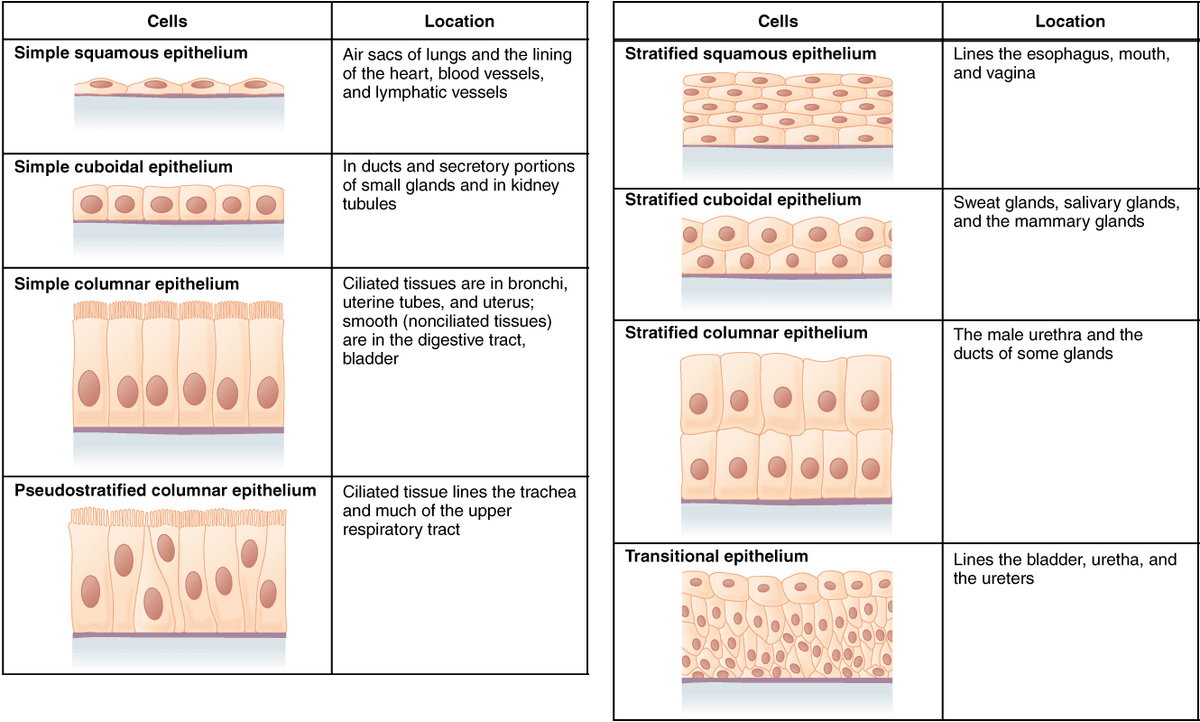 Cells
Location
Simple squamous epithelium
Air sacs of lungs and the lining
of the heart, blood vessels,
and lymphatic vessels
Simple cuboidal epithelium
In ducts and secretory portions
of small glands and in kidney
tubules
Simple columnar epithelium
Ciliated tissues are in bronchi,
uterine tubes, and uterus;
smooth (nonciliated tissues)
are in the digestive tract,
bladder
Pseudostratified columnar epithelium
Ciliated tissue lines the trachea
and much of the upper
respiratory tract
Cells
Location
Stratified squamous epithelium
Lines the esophagus, mouth,
and vagina
Stratified cuboidal epithelium
Sweat glands, salivary glands,
and the mammary glands
Stratified columnar epithelium
The male urethra and the
ducts of some glands
Transitional epithelium
Lines the bladder, uretha, and
the ureters